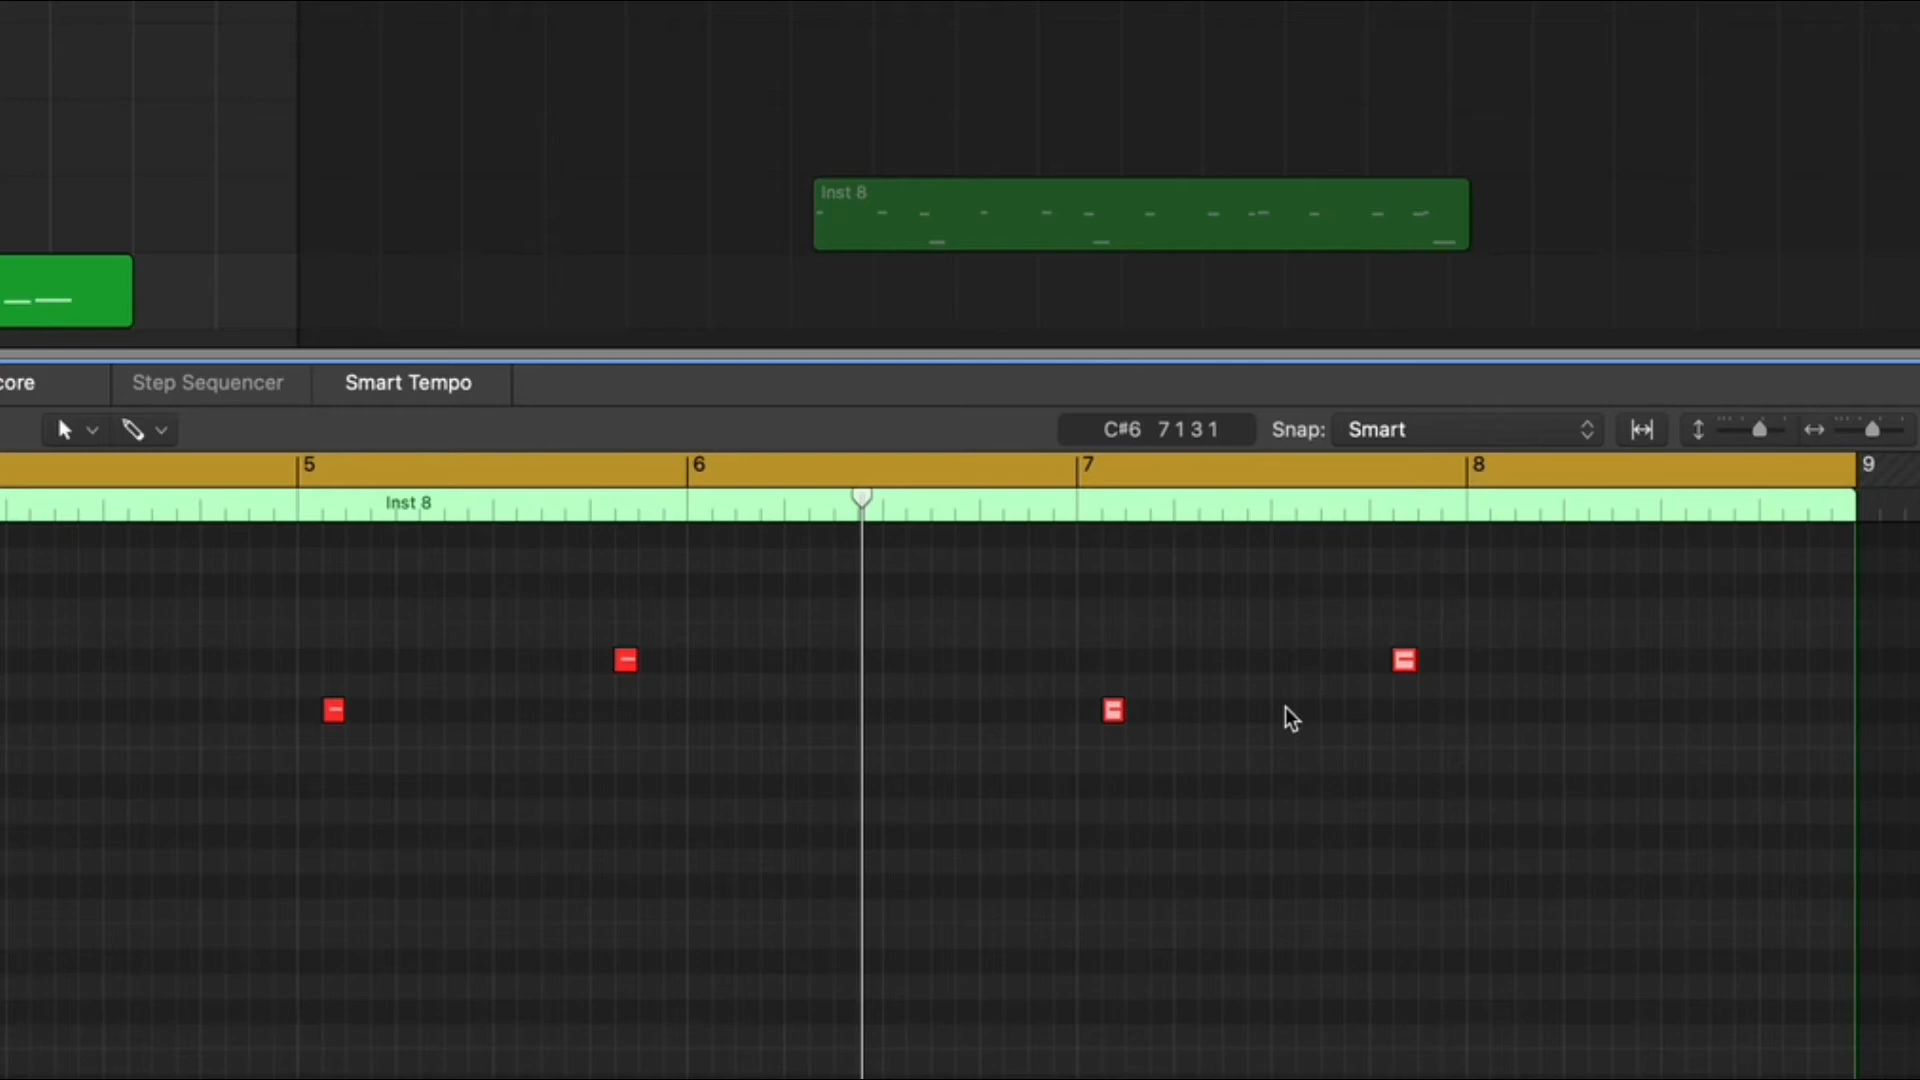 Inst 8
core
Step Sequencer
Smart Tempo
C#6 7 1 3 1
Snap:
Smart
5
6
7
8
9
Inst 8